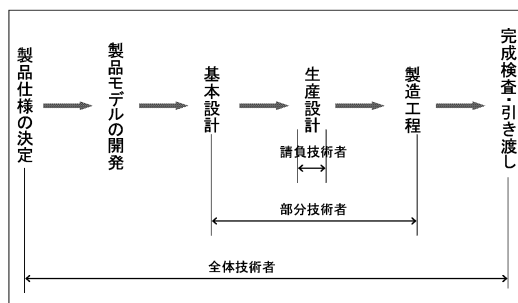 製品仕様の決定
製品モデルの開発
基本設計
生産設計
製造工程
完成検査・引き渡し
請負技術者
部分技術者
全体技術者